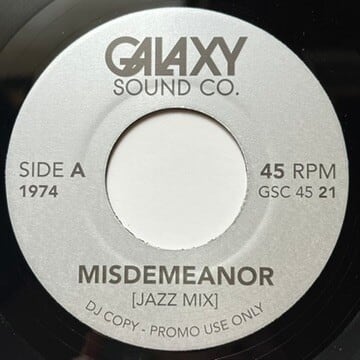 GALAXY
SOUND CO.
SIDE A
1974
45 RPM
GSC 45 21
MISDEMEANOR
[JAZZ MIX]
DJ COPY - PROMO USE ONLY